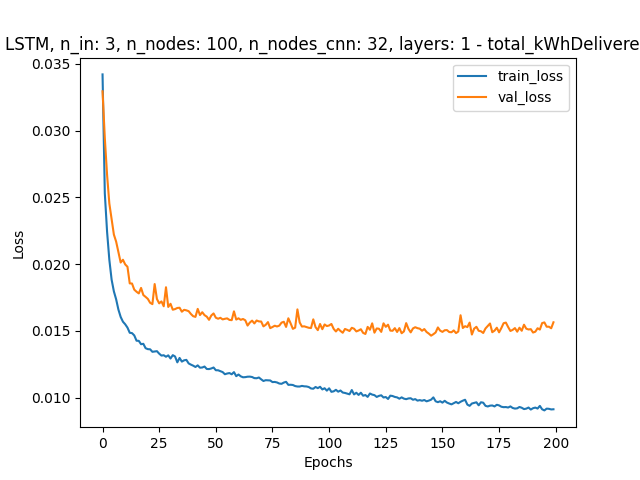 LSTM, n_in: 3, n_nodes: 100, n_nodes_cnn: 32, layers: 1 - total_kWhDelivere
0.035
0.030
0.025
0.020
0.015
0.010
Loss
train_loss
val_loss
0 25 50 75 100 125 150 175 200
Epochs